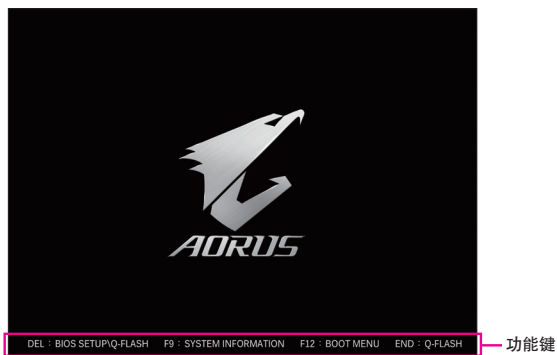 AORUS
DEL : BIOS SETUP\Q-FLASH F9 : SYSTEM INFORMATION F12 : BOOT MENU END : Q-FLASH
功能键